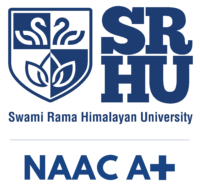 SR
HU
Swami Rama Himalayan University
NAAC A+